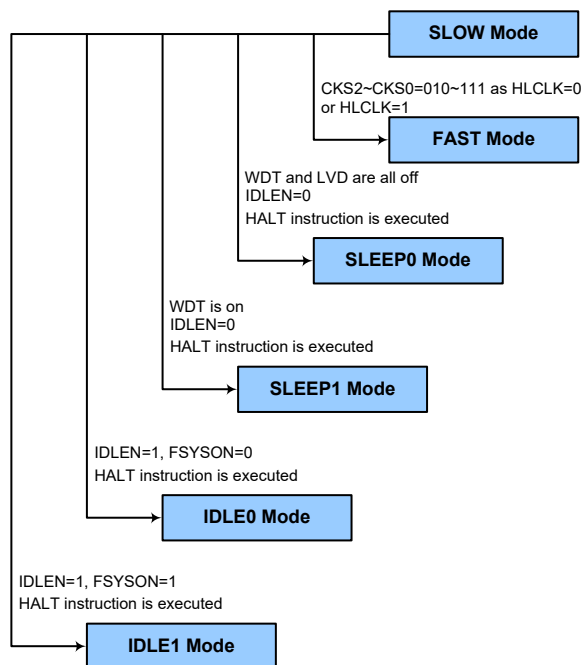 SLOW Mode
CKS2~CKS0=010~111 as HLCLK=0
or HLCLK=1
FAST Mode
WDT and LVD are all off
IDLEN=0
HALT instruction is executed
SLEEP0 Mode
WDT is on
IDLEN=0
HALT instruction is executed
SLEEP1 Mode
IDLEN=1, FSYSON=0
HALT instruction is executed
IDLE0 Mode
IDLEN=1, FSYSON=1
HALT instruction is executed
IDLE1 Mode